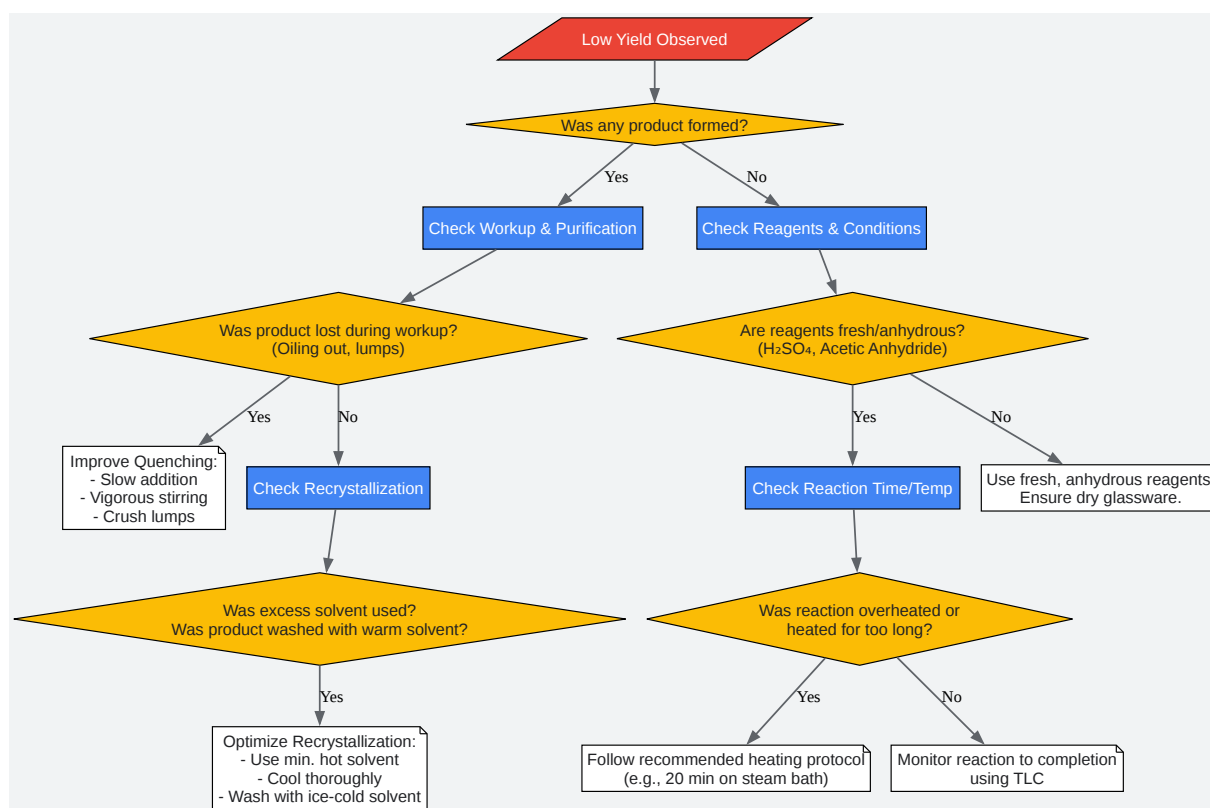 Low Yield Observed
Was any product formed?
Yes
No
Check Workup & Purification
Check Reagents & Conditions
Was product lost during workup?
(Oiling out, lumps)
Are reagents fresh/anhydrous?
(H₂SO₄, Acetic Anhydride)
Yes
No
Yes
No
Improve Quenching:
- Slow addition
- Vigorous stirring
- Crush lumps
Check Recrystallization
Check Reaction Time/Temp
Use fresh, anhydrous reagents
Ensure dry glassware.
Was excess solvent used?
Was product washed with warm solvent?
Was reaction overheated or
heated for too long?
Yes
Yes
No
Optimize Recrystallization:
- Use min. hot solvent
- Cool thoroughly
- Wash with ice-cold solvent
Follow recommended heating protocol
(e.g., 20 min on steam bath)
Monitor reaction to completion
using TLC